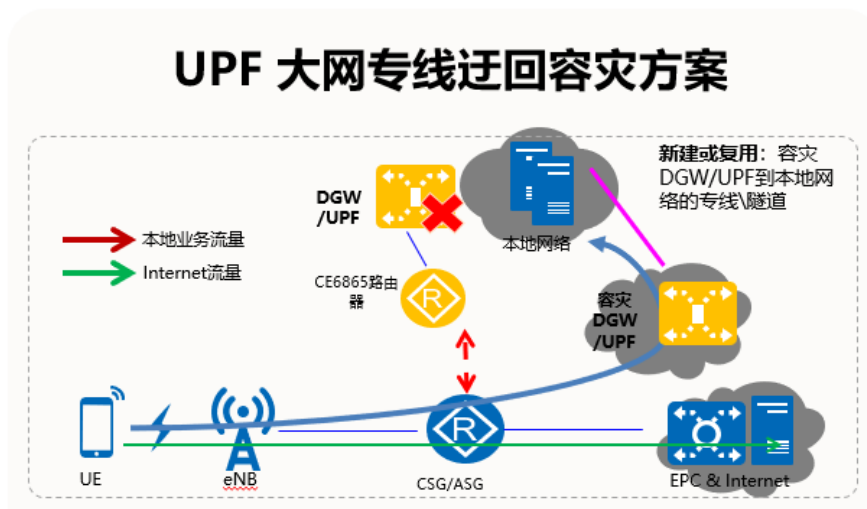 UPF 大网专线迂回容灾方案
新建或复用：容灾
DGW/UPF到本地网
络的专线\隧道
DGW
/UPF
本地网络
本地业务流量
Internet流量
CE6865路由
器
R
容灾
DGW
/UPF
R
UE
eNB
CSG/ASG
EPC & Internet